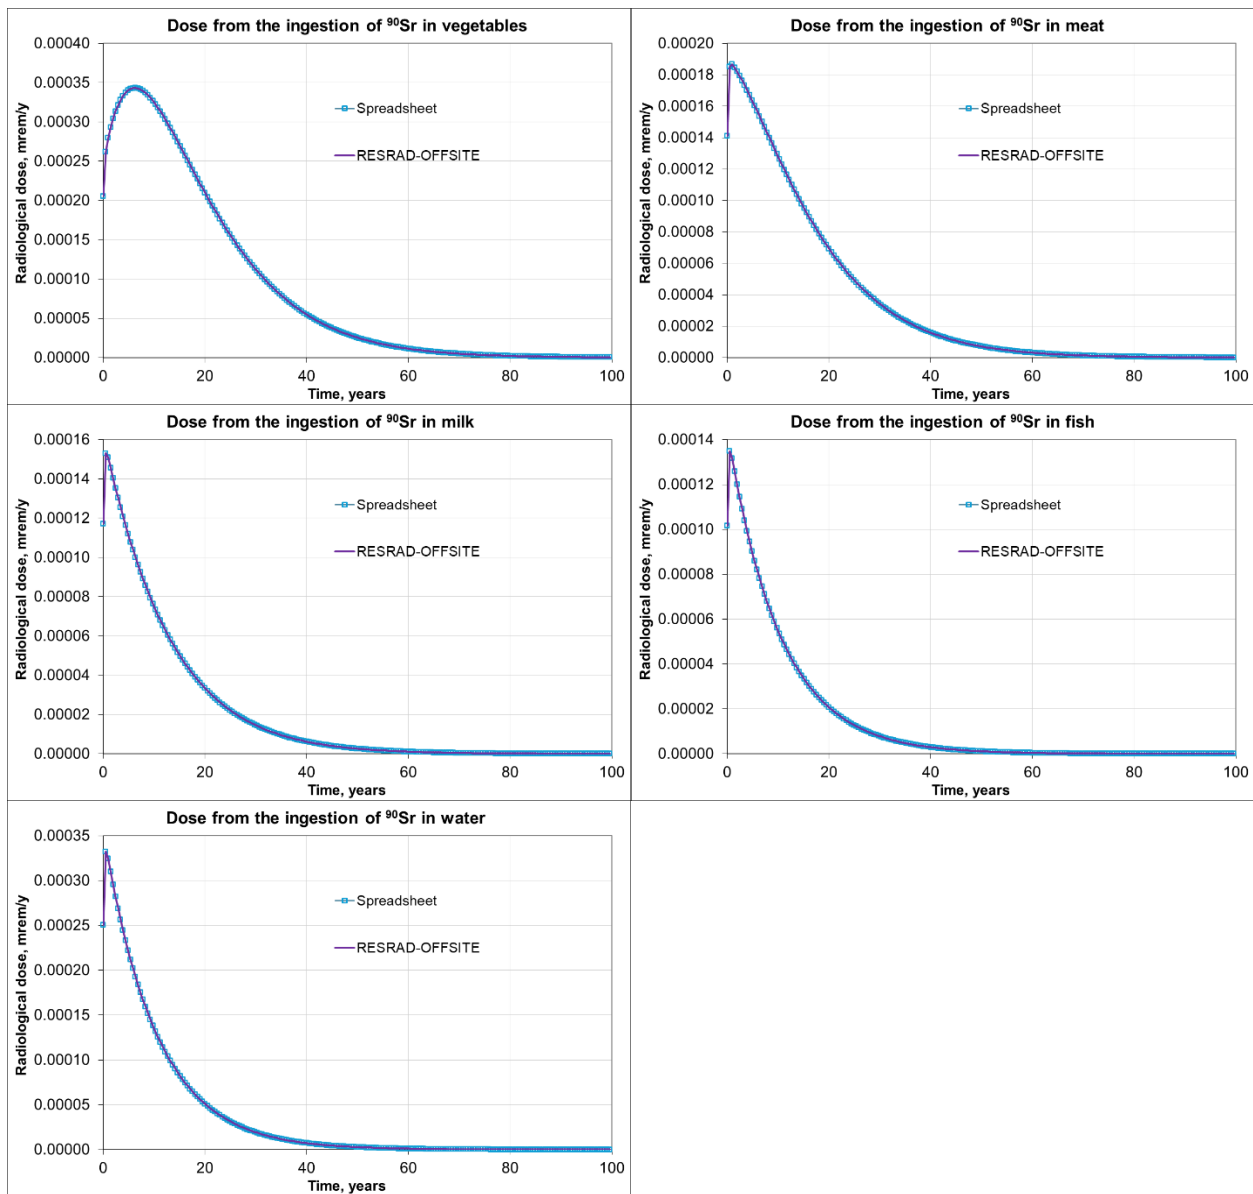 Dose from the ingestion of ⁹⁰Sr in vegetables
Radiological dose, mrem/y
0.00040
0.00035
0.00030
0.00025
0.00020
0.00015
0.00010
0.00005
0.00000
Spreadsheet
RESRAD-OFFSITE
0 20 40 60 80 100
Time, years
Dose from the ingestion of ⁹⁰Sr in meat
Radiological dose, mrem/y
0.00020
0.00018
0.00016
0.00014
0.00012
0.00010
0.00008
0.00006
0.00004
0.00002
0.00000
Spreadsheet
RESRAD-OFFSITE
0 20 40 60 80 100
Time, years
Dose from the ingestion of ⁹⁰Sr in milk
Radiological dose, mrem/y
0.00016
0.00014
0.00012
0.00010
0.00008
0.00006
0.00004
0.00002
0.00000
Spreadsheet
RESRAD-OFFSITE
0 20 40 60 80 100
Time, years
Dose from the ingestion of ⁹⁰Sr in fish
Radiological dose, mrem/y
0.00014
0.00012
0.00010
0.00008
0.00006
0.00004
0.00002
0.00000
Spreadsheet
RESRAD-OFFSITE
0 20 40 60 80 100
Time, years
Dose from the ingestion of ⁹⁰Sr in water
Radiological dose, mrem/y
0.00035
0.00030
0.00025
0.00020
0.00015
0.00010
0.00005
0.00000
Spreadsheet
RESRAD-OFFSITE
0 20 40 60 80 100
Time, years